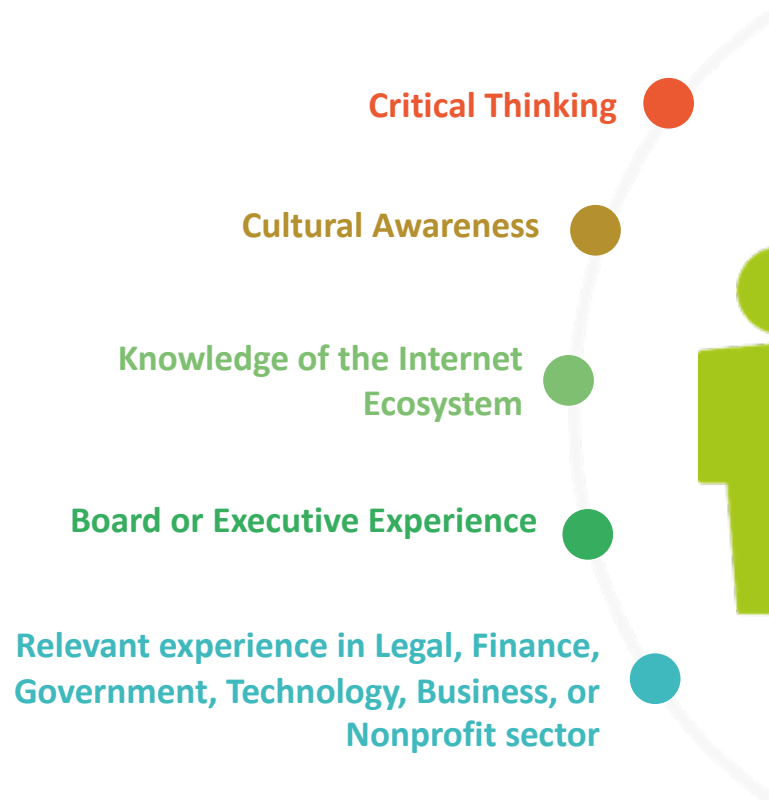 Critical Thinking
Cultural Awareness
Knowledge of the Internet
Ecosystem
Board or Executive Experience
Relevant experience in Legal, Finance,
Government, Technology, Business, or
Nonprofit sector